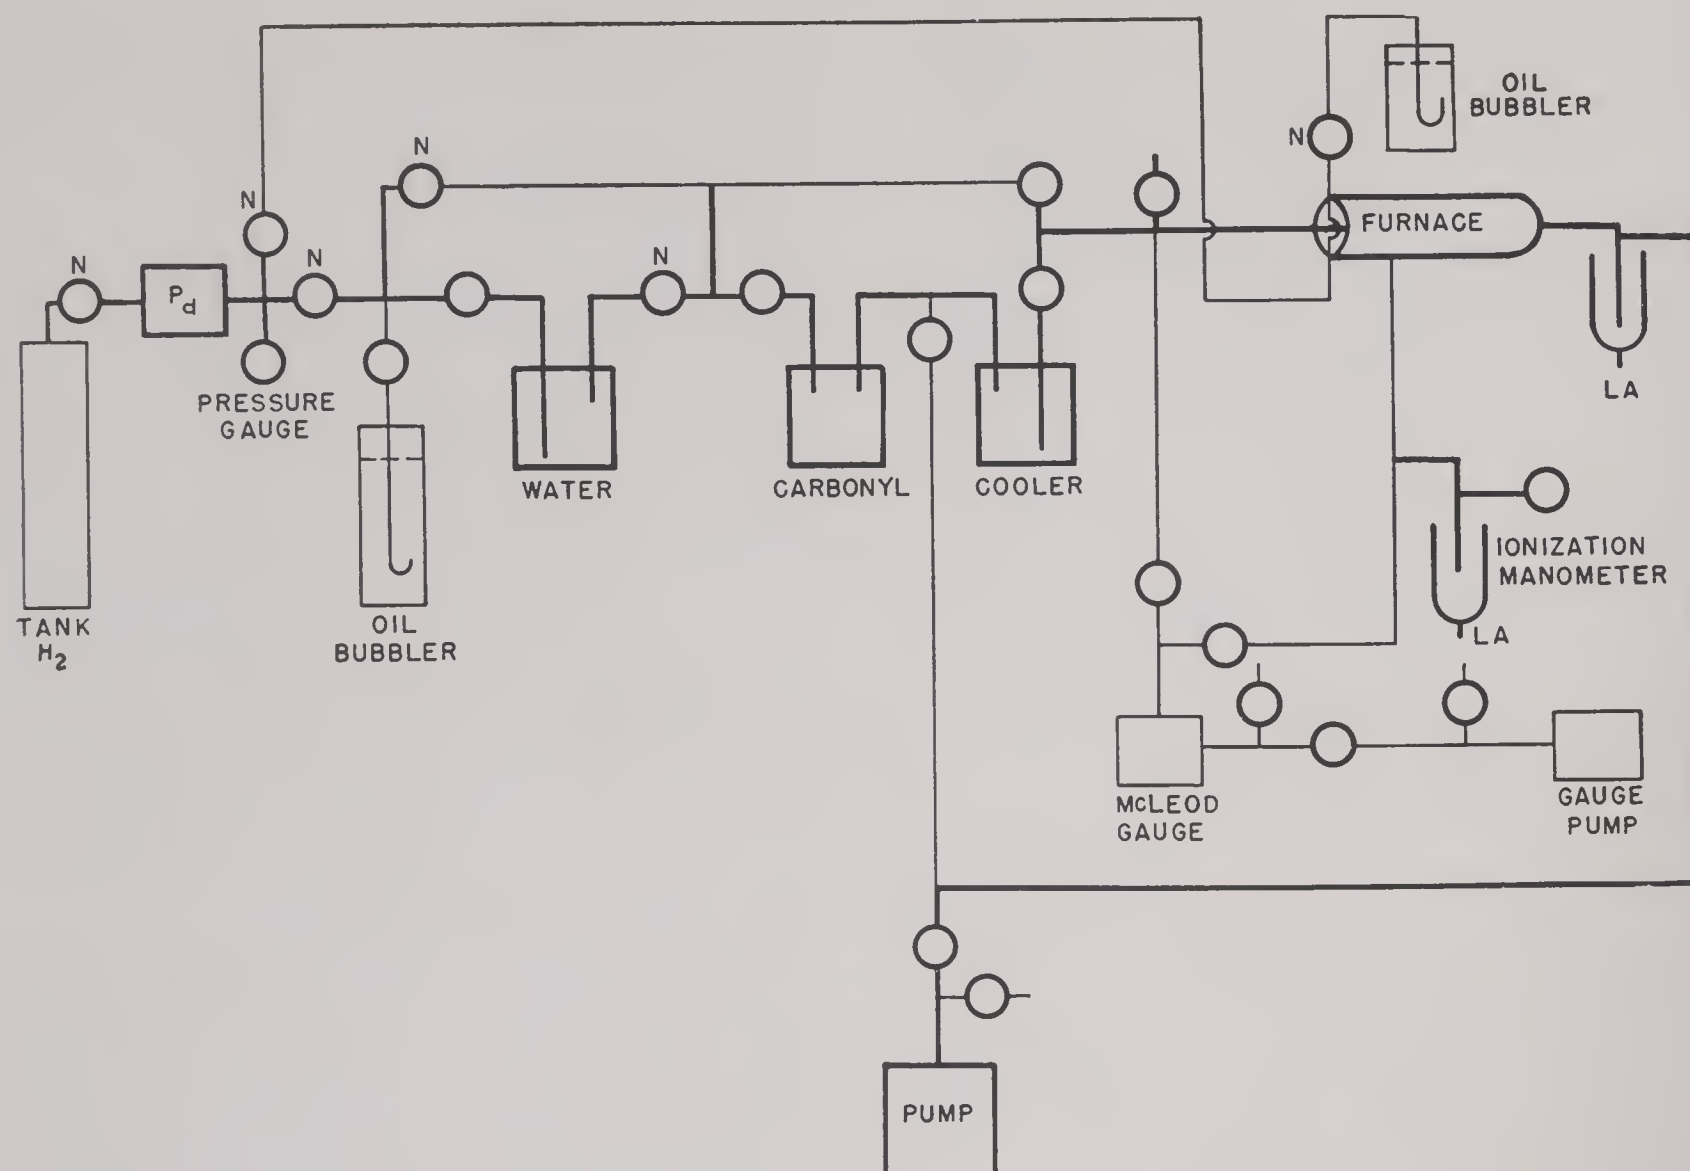 OIL
BUBBLER
N
N
N
FURNACE
N
N
N
Pd
LA
PRESSURE
GAUGE
WATER
CARBONYL
COOLER
IONIZATION
MANOMETER
TANK
H2
OIL
BUBBLER
LA
McLEOD
GAUGE
GAUGE
PUMP
PUMP